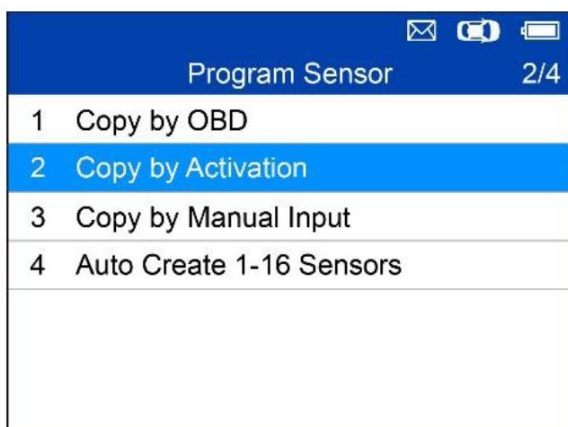 Program Sensor 2/4
1 Copy by OBD
2 Copy by Activation
3 Copy by Manual Input
4 Auto Create 1-16 Sensors